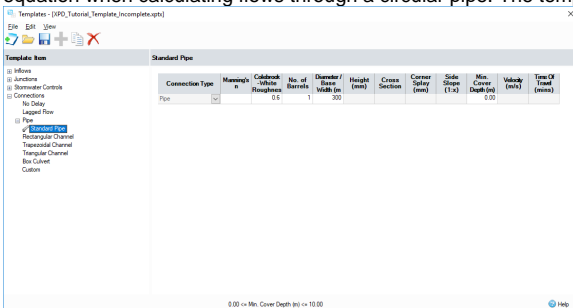 equation when calculating flows through a circular pipe. The tem
Templates - [XPD_Tutorial_Template_Incomplete.xptx]
File Edit View
Template Item
Standard Pipe
Inflows
Junctions
Stormwater Controls
Connections
No Delay
Lagged Flow
Pipe
Standard Pipe
Rectangular Channel
Trapezoidal Channel
Triangular Channel
Box Culvert
Custom
Connection Type Manning's n Colebrook -White Roughnes No. of Barrels Diameter / Base Width (m Height (mm) Cross Section Corner Splay (mm) Side Slope (1:x) Min. Cover Depth (m) Velocity (m/s) Time Of Travel (mins)
Pipe 0.6 1 300 0.00
0.00 <= Min. Cover Depth (m) <= 10.00
Help